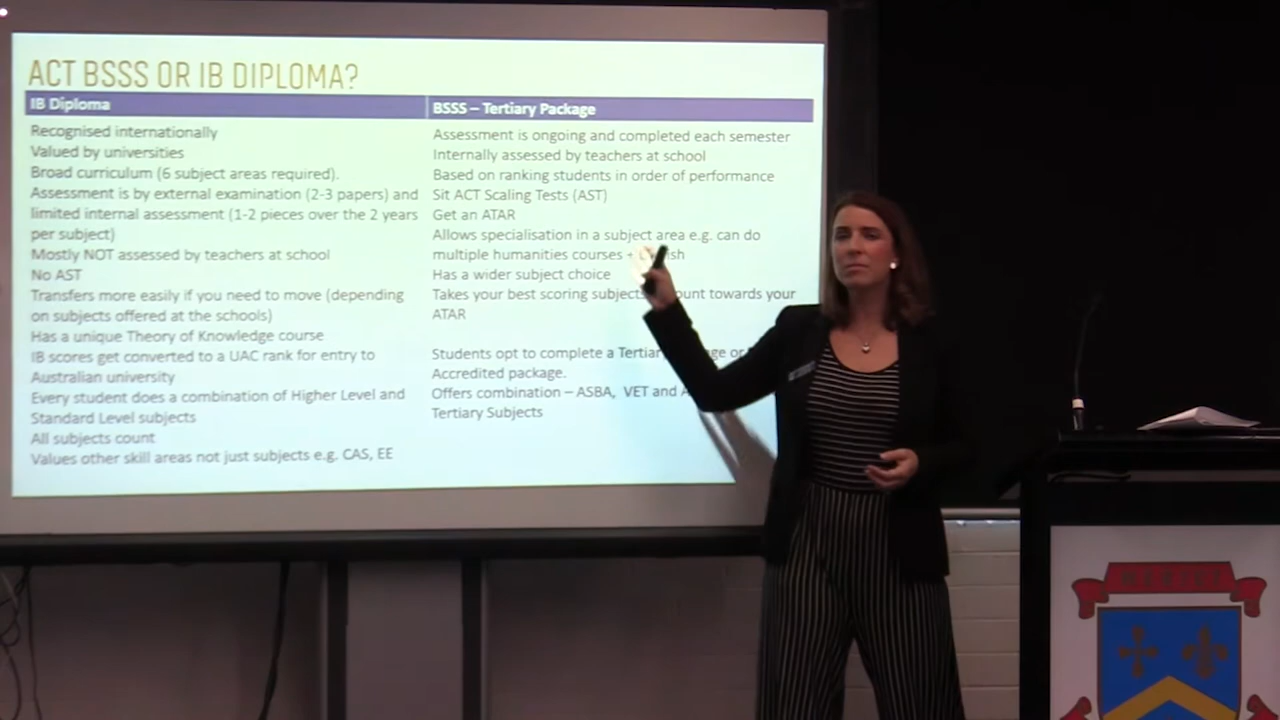 ACT BSSS OR IB DIPLOMA?
IB Diploma
Recognised internationally
Valued by universities
Broad curriculum (6 subject areas required).
Assessment is by external examination (2-3 papers) and
limited internal assessment (1-2 pieces over the 2 years
per subject)
Mostly NOT assessed by teachers at school
No AST
Transfers more easily if you need to move (depending
on subjects offered at the schools)
Has a unique Theory of Knowledge course
IB scores get converted to a UAC rank for entry to
Australian university
Every student does a combination of Higher Level and
Standard Level subjects
All subjects count
Values other skill areas not just subjects e.g. CAS, EE
BSSS – Tertiary Package
Assessment is ongoing and completed each semester
Internally assessed by teachers at school
Based on ranking students in order of performance
Sit ACT Scaling Tests (AST)
Get an ATAR
Allows specialisation in a subject area e.g. can do
multiple humanities courses
Has a wider subject choice
Takes your best scoring subjects towards your
ATAR
Students opt to complete a or
Accredited package.
Offers combination – ASBA, VET and
Tertiary Subjects